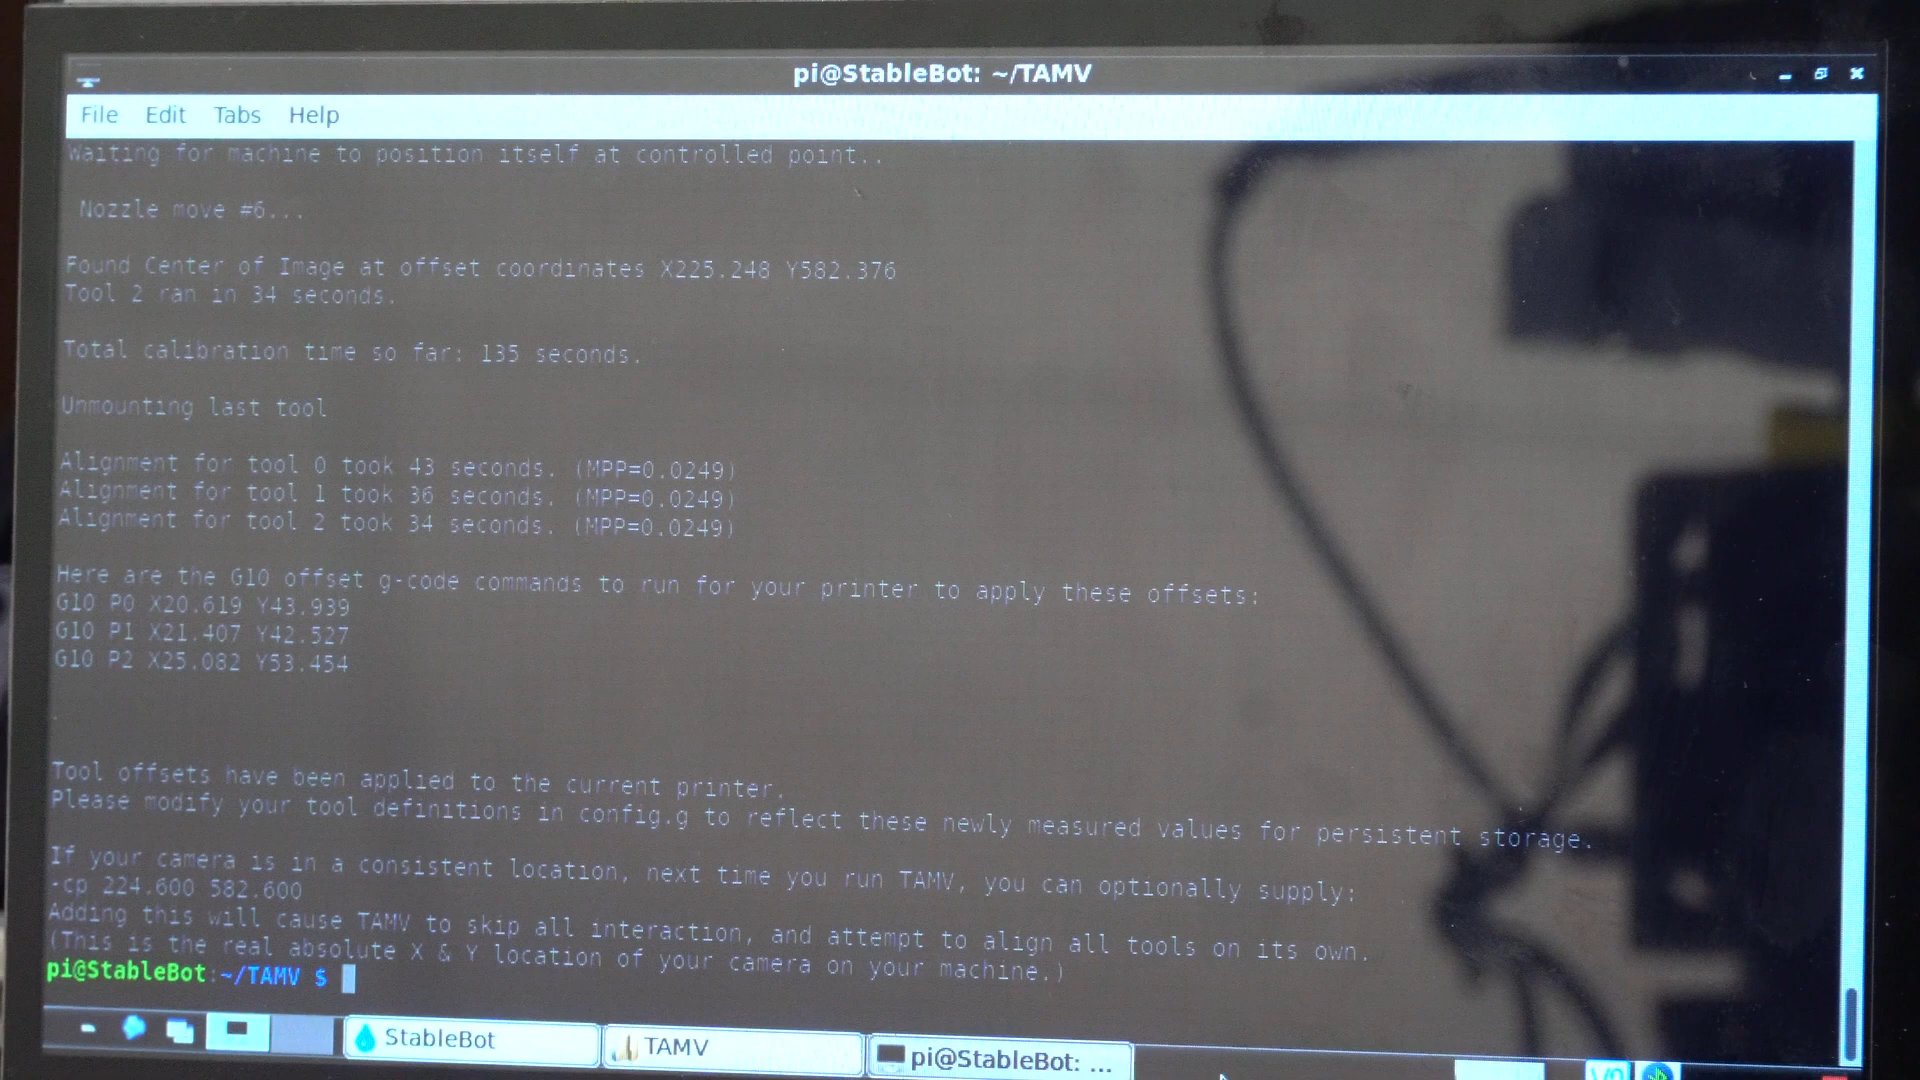 pi@StableBot: ~/TAMV
File Edit Tabs Help
Waiting for machine to position itself at controlled point..
Nozzle move #6...
Found Center of Image at offset coordinates X225.248 Y582.376
Tool 2 ran in 34 seconds.
Total calibration time so far: 135 seconds.
Unmounting last tool
Alignment for tool 0 took 43 seconds. (MPP=0.0249)
Alignment for tool 1 took 36 seconds. (MPP=0.0249)
Alignment for tool 2 took 34 seconds. (MPP=0.0249)
Here are the G10 offset g-code commands to run for your printer to apply these offsets:
G10 P0 X20.619 Y43.939
G10 P1 X21.407 Y42.527
G10 P2 X25.082 Y53.454
Tool offsets have been applied to the current printer.
Please modify your tool definitions in config.g to reflect these newly measured values for persistent storage.
If your camera is in a consistent location, next time you run TAMV, you can optionally supply:
-cp 224.600 582.600
Adding this will cause TAMV to skip all interaction, and attempt to align all tools on its own.
(This is the real absolute X & Y location of your camera on your machine.)
pi@StableBot:~/TAMV $
StableBot TAMV pi@StableBot: ...